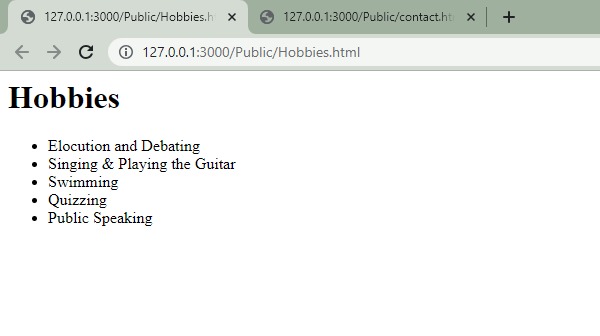 127.0.0.1:3000/Public/Hobbies.h
127.0.0.1:3000/Public/contact.ht
127.0.0.1:3000/Public/Hobbies.html
Hobbies
• Elocution and Debating
• Singing & Playing the Guitar
• Swimming
• Quizzing
• Public Speaking